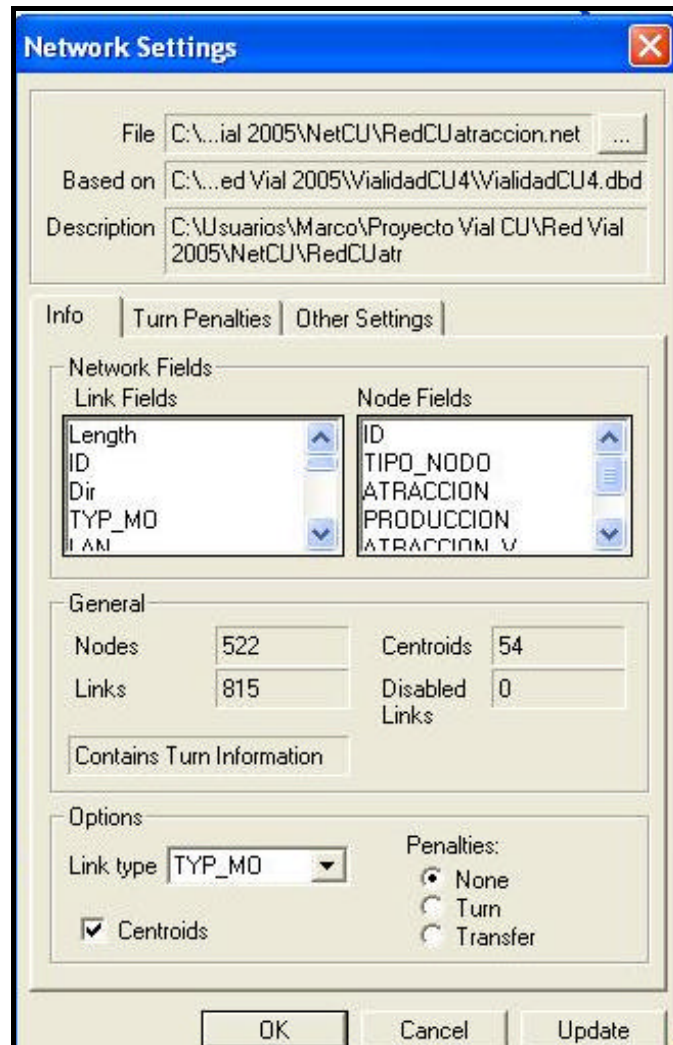 Network Settings
File C:\...ial 2005\NetCU\RedCUatraccion.net ...
Based on C:\...ed Vial 2005\VialidadCU4\VialidadCU4.dbd
Description C:\Usuarios\Marco\Proyecto Vial CU\Red Vial
2005\NetCU\RedCUatr
Info Turn Penalties Other Settings
Network Fields
Link Fields Node Fields
Length ID
ID TIPO_NODO
Dir ATRACCION
TYP_MO PRODUCCION
LAN ATRACCION_V
General
Nodes 522 Centroids 54
Links 815 Disabled 0
Links
Contains Turn Information
Options
Link type TYP_MO Penalties:
None
Turn
Centroids Transfer
OK Cancel Update